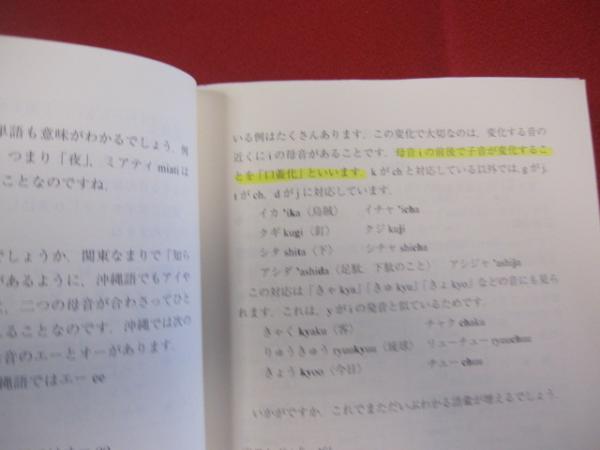 単語も意味がわかるでしょう。例
つまり「夜」、ミアティ miati は
ことなのですね。
でしょうか、関東なまりで「知ら
があるように、沖縄語でもアイや
、二つの母音が合わさってひと
ることなのです。沖縄では次の
音のエーとオーがあります。
縄語ではエー ee
いる例はたくさんあります。この変化で大切なのは、変化する音の
近くに i の母音があることです。母音 i の前後で子音が変化するこ
とを「口蓋化」といいます。k が ch と対応している以外では、g が j、
t が ch、d が j に対応しています。
イカ 'ika（烏賊） イチャ 'icha
クギ kugi（釘） クジ kuji
シタ shita（下） シチャ shicha
アシダ 'ashida（足駄、下駄のこと） アシジャ 'ashija
この対応は「きゃ kya」「きゅ kyu」「きょ kyo」などの音にも見ら
れます。これは、y が i の発音と似ているためです。
きゃく kyaku（客） チャク chaku
りゅうきゅう ryuukyuu（琉球） リューチュー ryuuchuu
きょう kyoo（今日） チュー chuu
いかがですか、これでまただいぶわかる語彙が増えるでしょう。